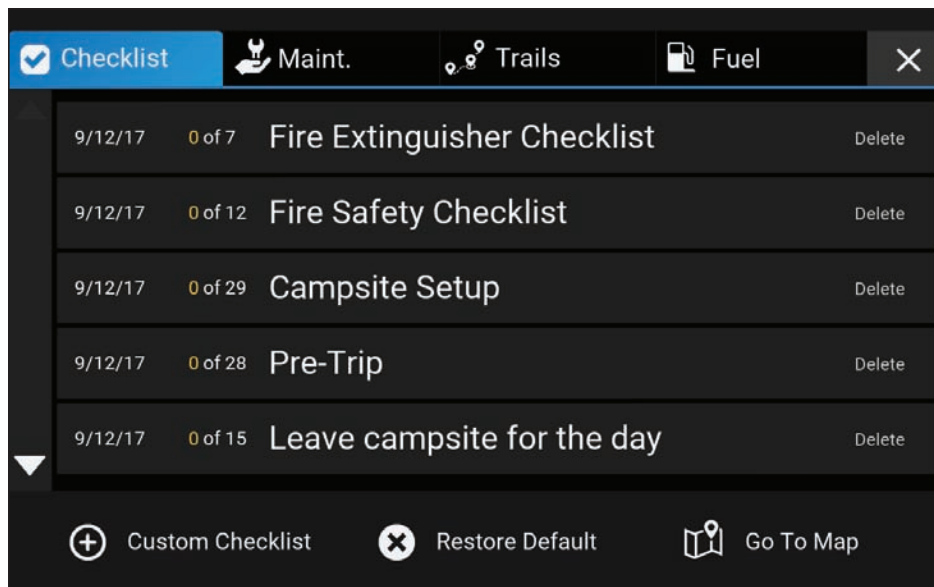 Checklist Maint. Trails Fuel
9/12/17 0 of 7 Fire Extinguisher Checklist Delete
9/12/17 0 of 12 Fire Safety Checklist Delete
9/12/17 0 of 29 Campsite Setup Delete
9/12/17 0 of 28 Pre-Trip Delete
9/12/17 0 of 15 Leave campsite for the day Delete
Custom Checklist Restore Default Go To Map